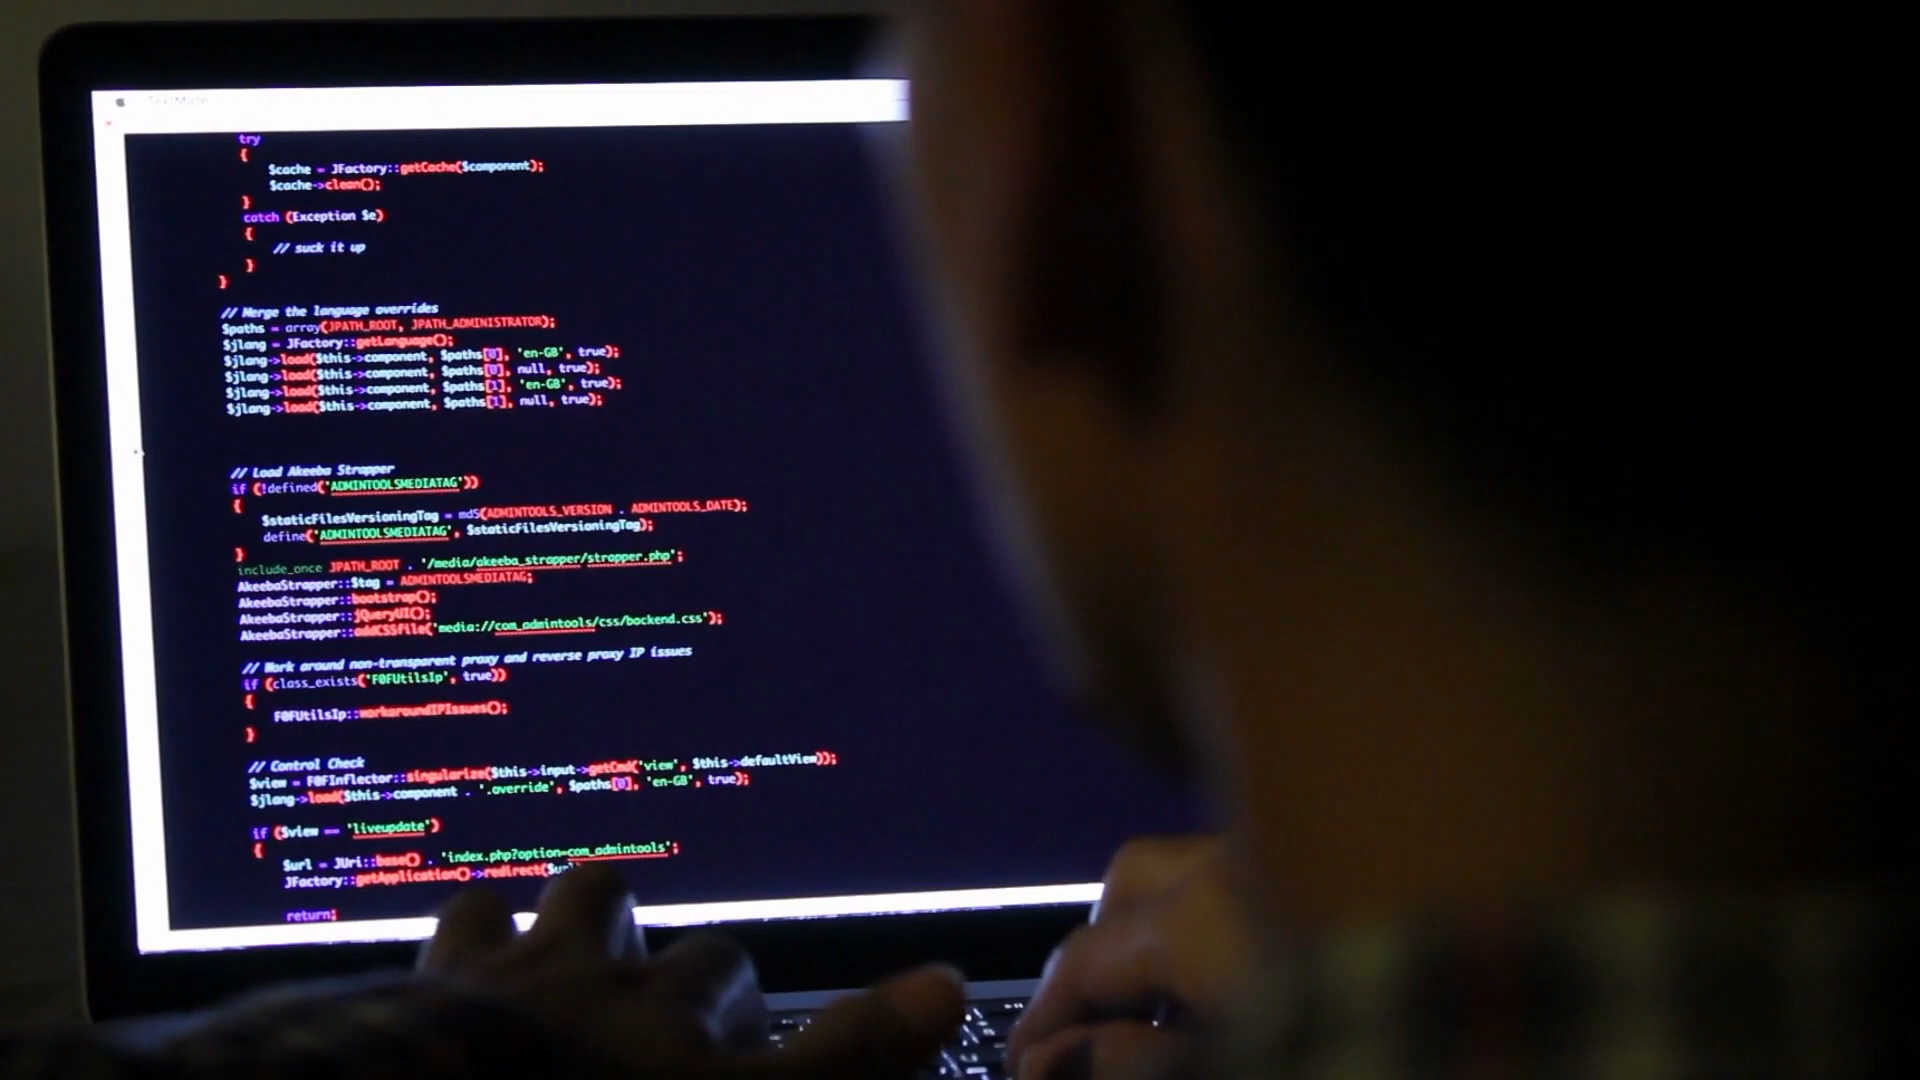 try
{
$cache = JFactory::getCache($component);
$cache->clean();
}
catch (Exception $e)
{
// suck it up
}
}
// Merge the language overrides
$paths = array(JPATH_ROOT, JPATH_ADMINISTRATOR);
$jlang = JFactory::getLanguage();
$jlang->load($this->component, $paths[0], 'en-GB', true);
$jlang->load($this->component, $paths[0], null, true);
$jlang->load($this->component, $paths[1], 'en-GB', true);
$jlang->load($this->component, $paths[1], null, true);
// Load Akeeba Strapper
if (!defined('ADMINTOOLSMEDIATAG'))
{
$staticFilesVersioningTag = md5(ADMINTOOLS_VERSION . ADMINTOOLS_DATE);
define('ADMINTOOLSMEDIATAG', $staticFilesVersioningTag);
}
include_once JPATH_ROOT . '/media/akeeba_strapper/strapper.php';
AkeebaStrapper::$tag = ADMINTOOLSMEDIATAG;
AkeebaStrapper::bootstrap();
AkeebaStrapper::jQueryUI();
AkeebaStrapper::addCSSfile('media://com_admintools/css/backend.css');
// Work around non-transparent proxy and reverse proxy IP issues
if (class_exists('F0FUtilsIp', true))
{
F0FUtilsIp::workaroundIPIssues();
}
// Control Check
$view = F0FInflector::singularize($this->input->getCmd('view', $this->defaultView));
$jlang->load($this->component . '.override', $paths[0], 'en-GB', true);
if ($view == 'liveupdate')
{
$url = JUri::base() . 'index.php?option=com_admintools';
JFactory::getApplication()->redirect($url
return;